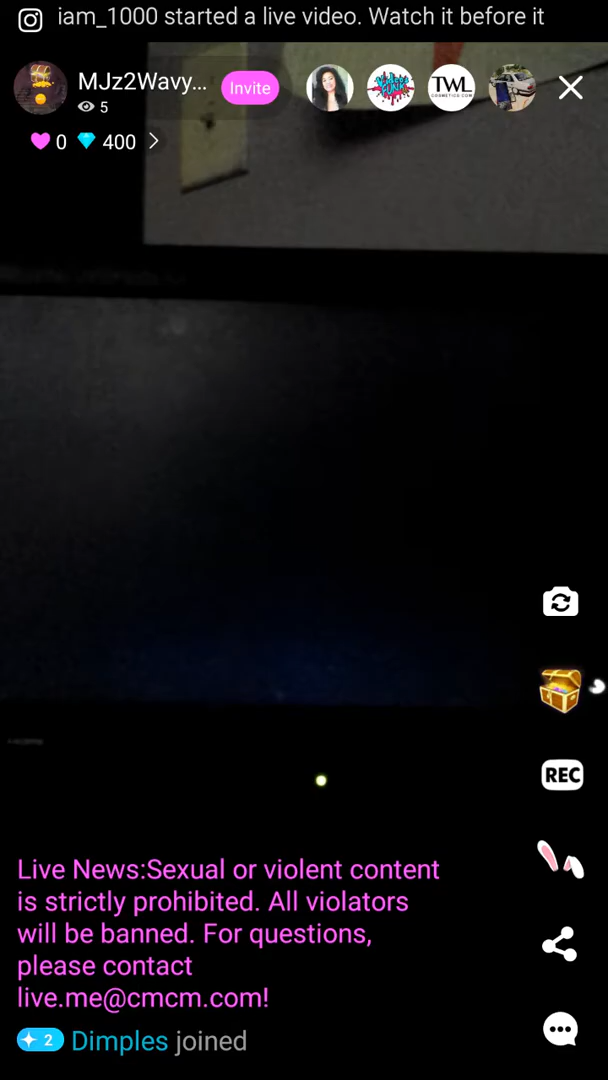 iam_1000 started a live video. Watch it before it
MJz2Wavy...
Invite
5
0
400
TWL
COSMETICO.COM
REC
Live News:Sexual or violent content
is strictly prohibited. All violators
will be banned. For questions,
please contact
live.me@cmcm.com!
2 Dimples joined